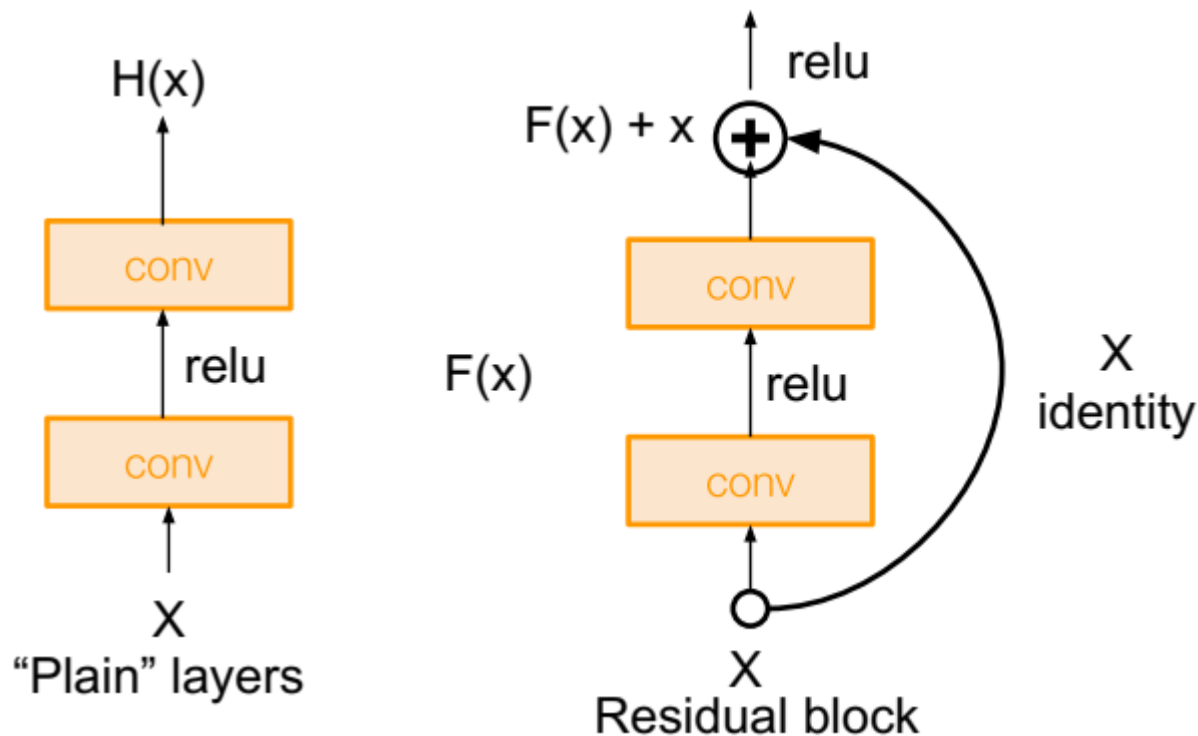 H(x)
conv
relu
conv
X
“Plain” layers
relu
F(x) + x
conv
F(x)
relu
conv
X
identity
X
Residual block